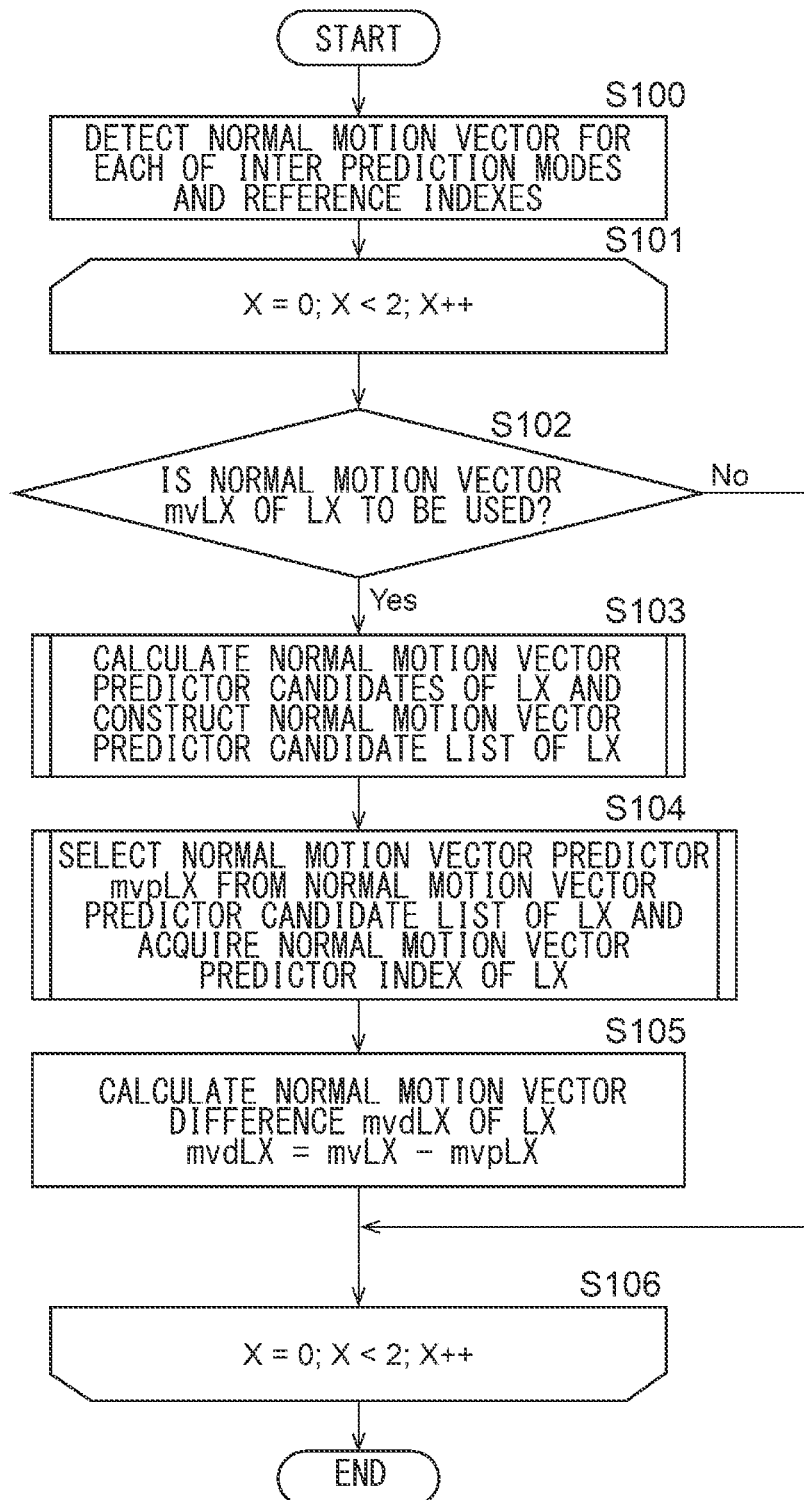 START
S100
DETECT NORMAL MOTION VECTOR FOR
EACH OF INTER PREDICTION MODES
AND REFERENCE INDEXES
S101
X = 0; X < 2; X++
S102
IS NORMAL MOTION VECTOR
mvLX OF LX TO BE USED?
No
Yes
S103
CALCULATE NORMAL MOTION VECTOR
PREDICTOR CANDIDATES OF LX AND
CONSTRUCT NORMAL MOTION VECTOR
PREDICTOR CANDIDATE LIST OF LX
S104
SELECT NORMAL MOTION VECTOR PREDICTOR
mvpLX FROM NORMAL MOTION VECTOR
PREDICTOR CANDIDATE LIST OF LX AND
ACQUIRE NORMAL MOTION VECTOR
PREDICTOR INDEX OF LX
S105
CALCULATE NORMAL MOTION VECTOR
DIFFERENCE mvdLX OF LX
mvdLX = mvLX - mvpLX
S106
X = 0; X < 2; X++
END